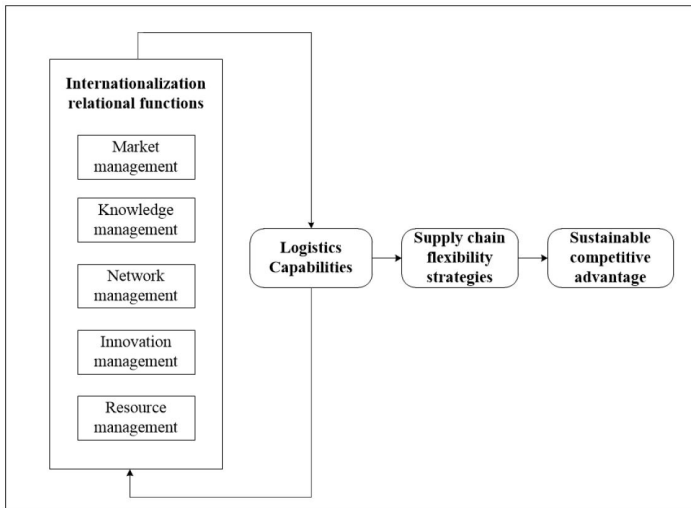 Internationalization
relational functions
Market
management
Knowledge
management
Network
management
Innovation
management
Resource
management
Logistics
Capabilities
Supply chain
flexibility
strategies
Sustainable
competitive
advantage